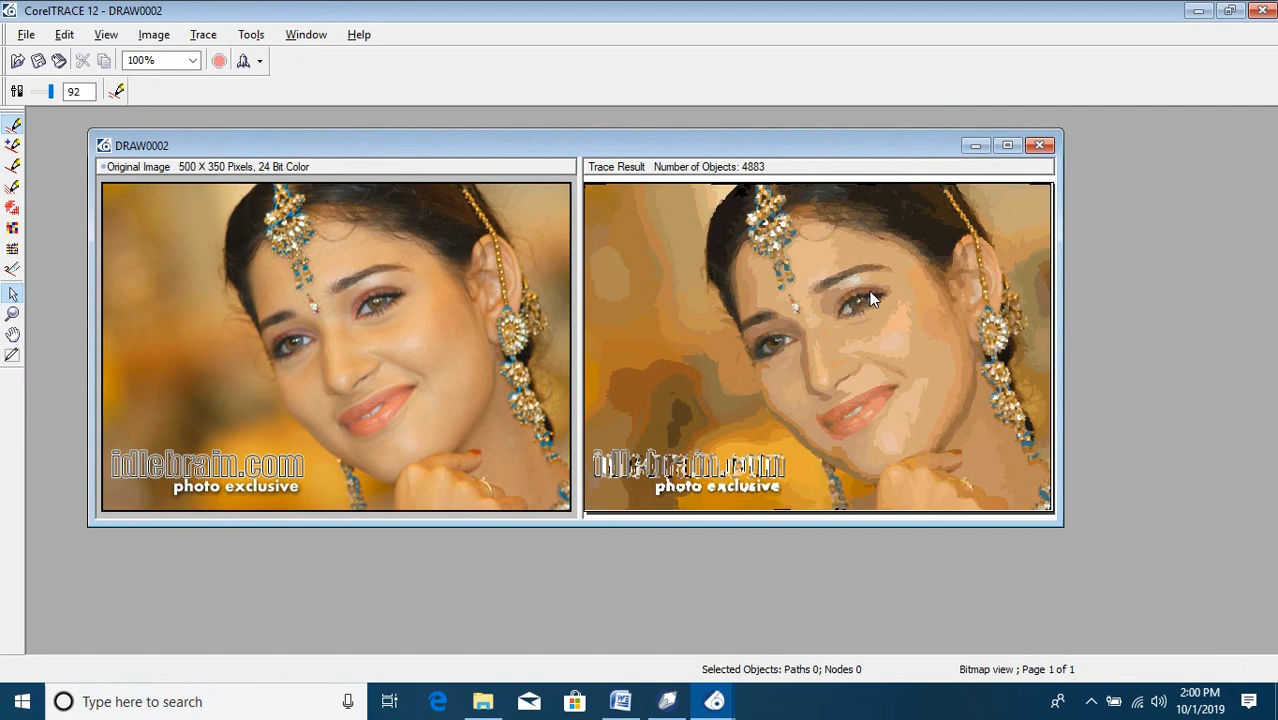 CorelTRACE 12 - DRAW0002
File Edit View Image Trace Tools Window Help
100%
92
DRAW0002
Original Image 500 X 350 Pixels, 24 Bit Color
Trace Result Number of Objects: 4883
idlebrain.com
photo exclusive
idlebrain.com
photo exclusive
Selected Objects: Paths 0; Nodes 0
Bitmap view ; Page 1 of 1
Type here to search
2:00 PM
10/1/2019